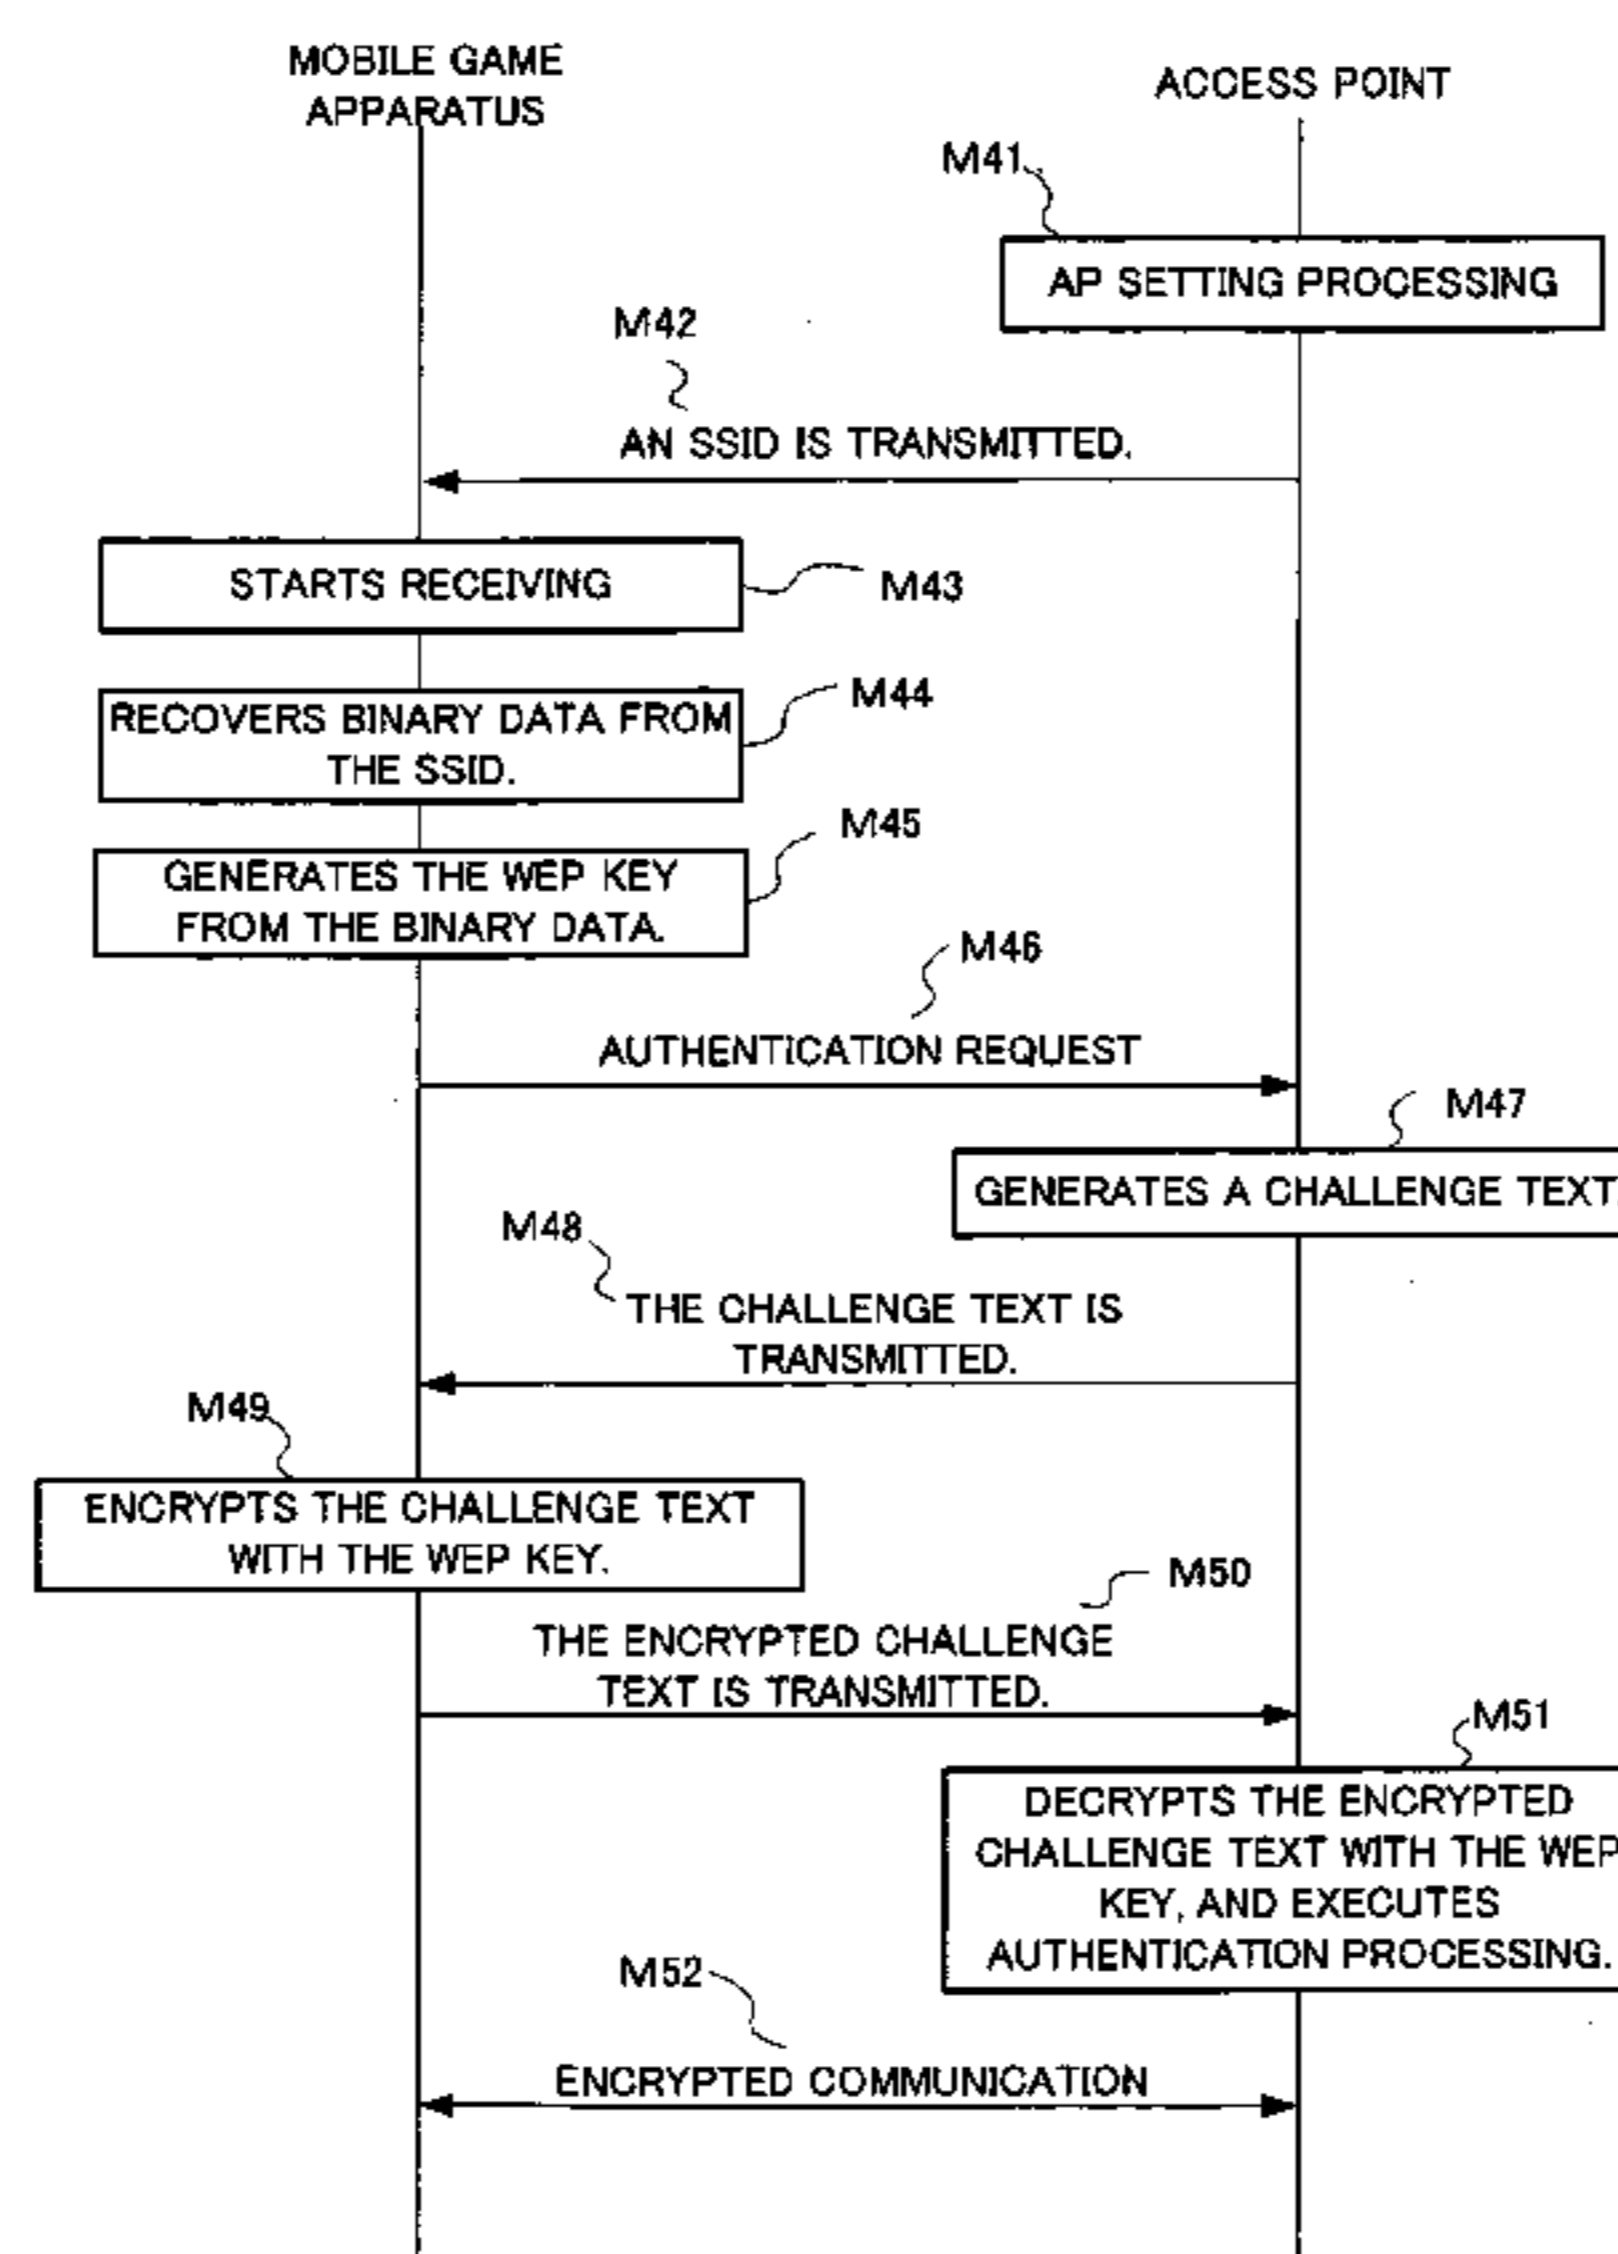 MOBILE GAME
APPARATUS
ACCESS POINT
M41
AP SETTING PROCESSING
M42
AN SSID IS TRANSMITTED.
STARTS RECEIVING
M43
RECOVERS BINARY DATA FROM
THE SSID.
M44
M45
GENERATES THE WEP KEY
FROM THE BINARY DATA.
M46
AUTHENTICATION REQUEST
M47
GENERATES A CHALLENGE TEXT.
M48
THE CHALLENGE TEXT IS
TRANSMITTED.
M49
ENCRYPTS THE CHALLENGE TEXT
WITH THE WEP KEY.
M50
THE ENCRYPTED CHALLENGE
TEXT IS TRANSMITTED.
M51
DECRYPTS THE ENCRYPTED
CHALLENGE TEXT WITH THE WEP
KEY, AND EXECUTES
AUTHENTICATION PROCESSING.
M52
ENCRYPTED COMMUNICATION